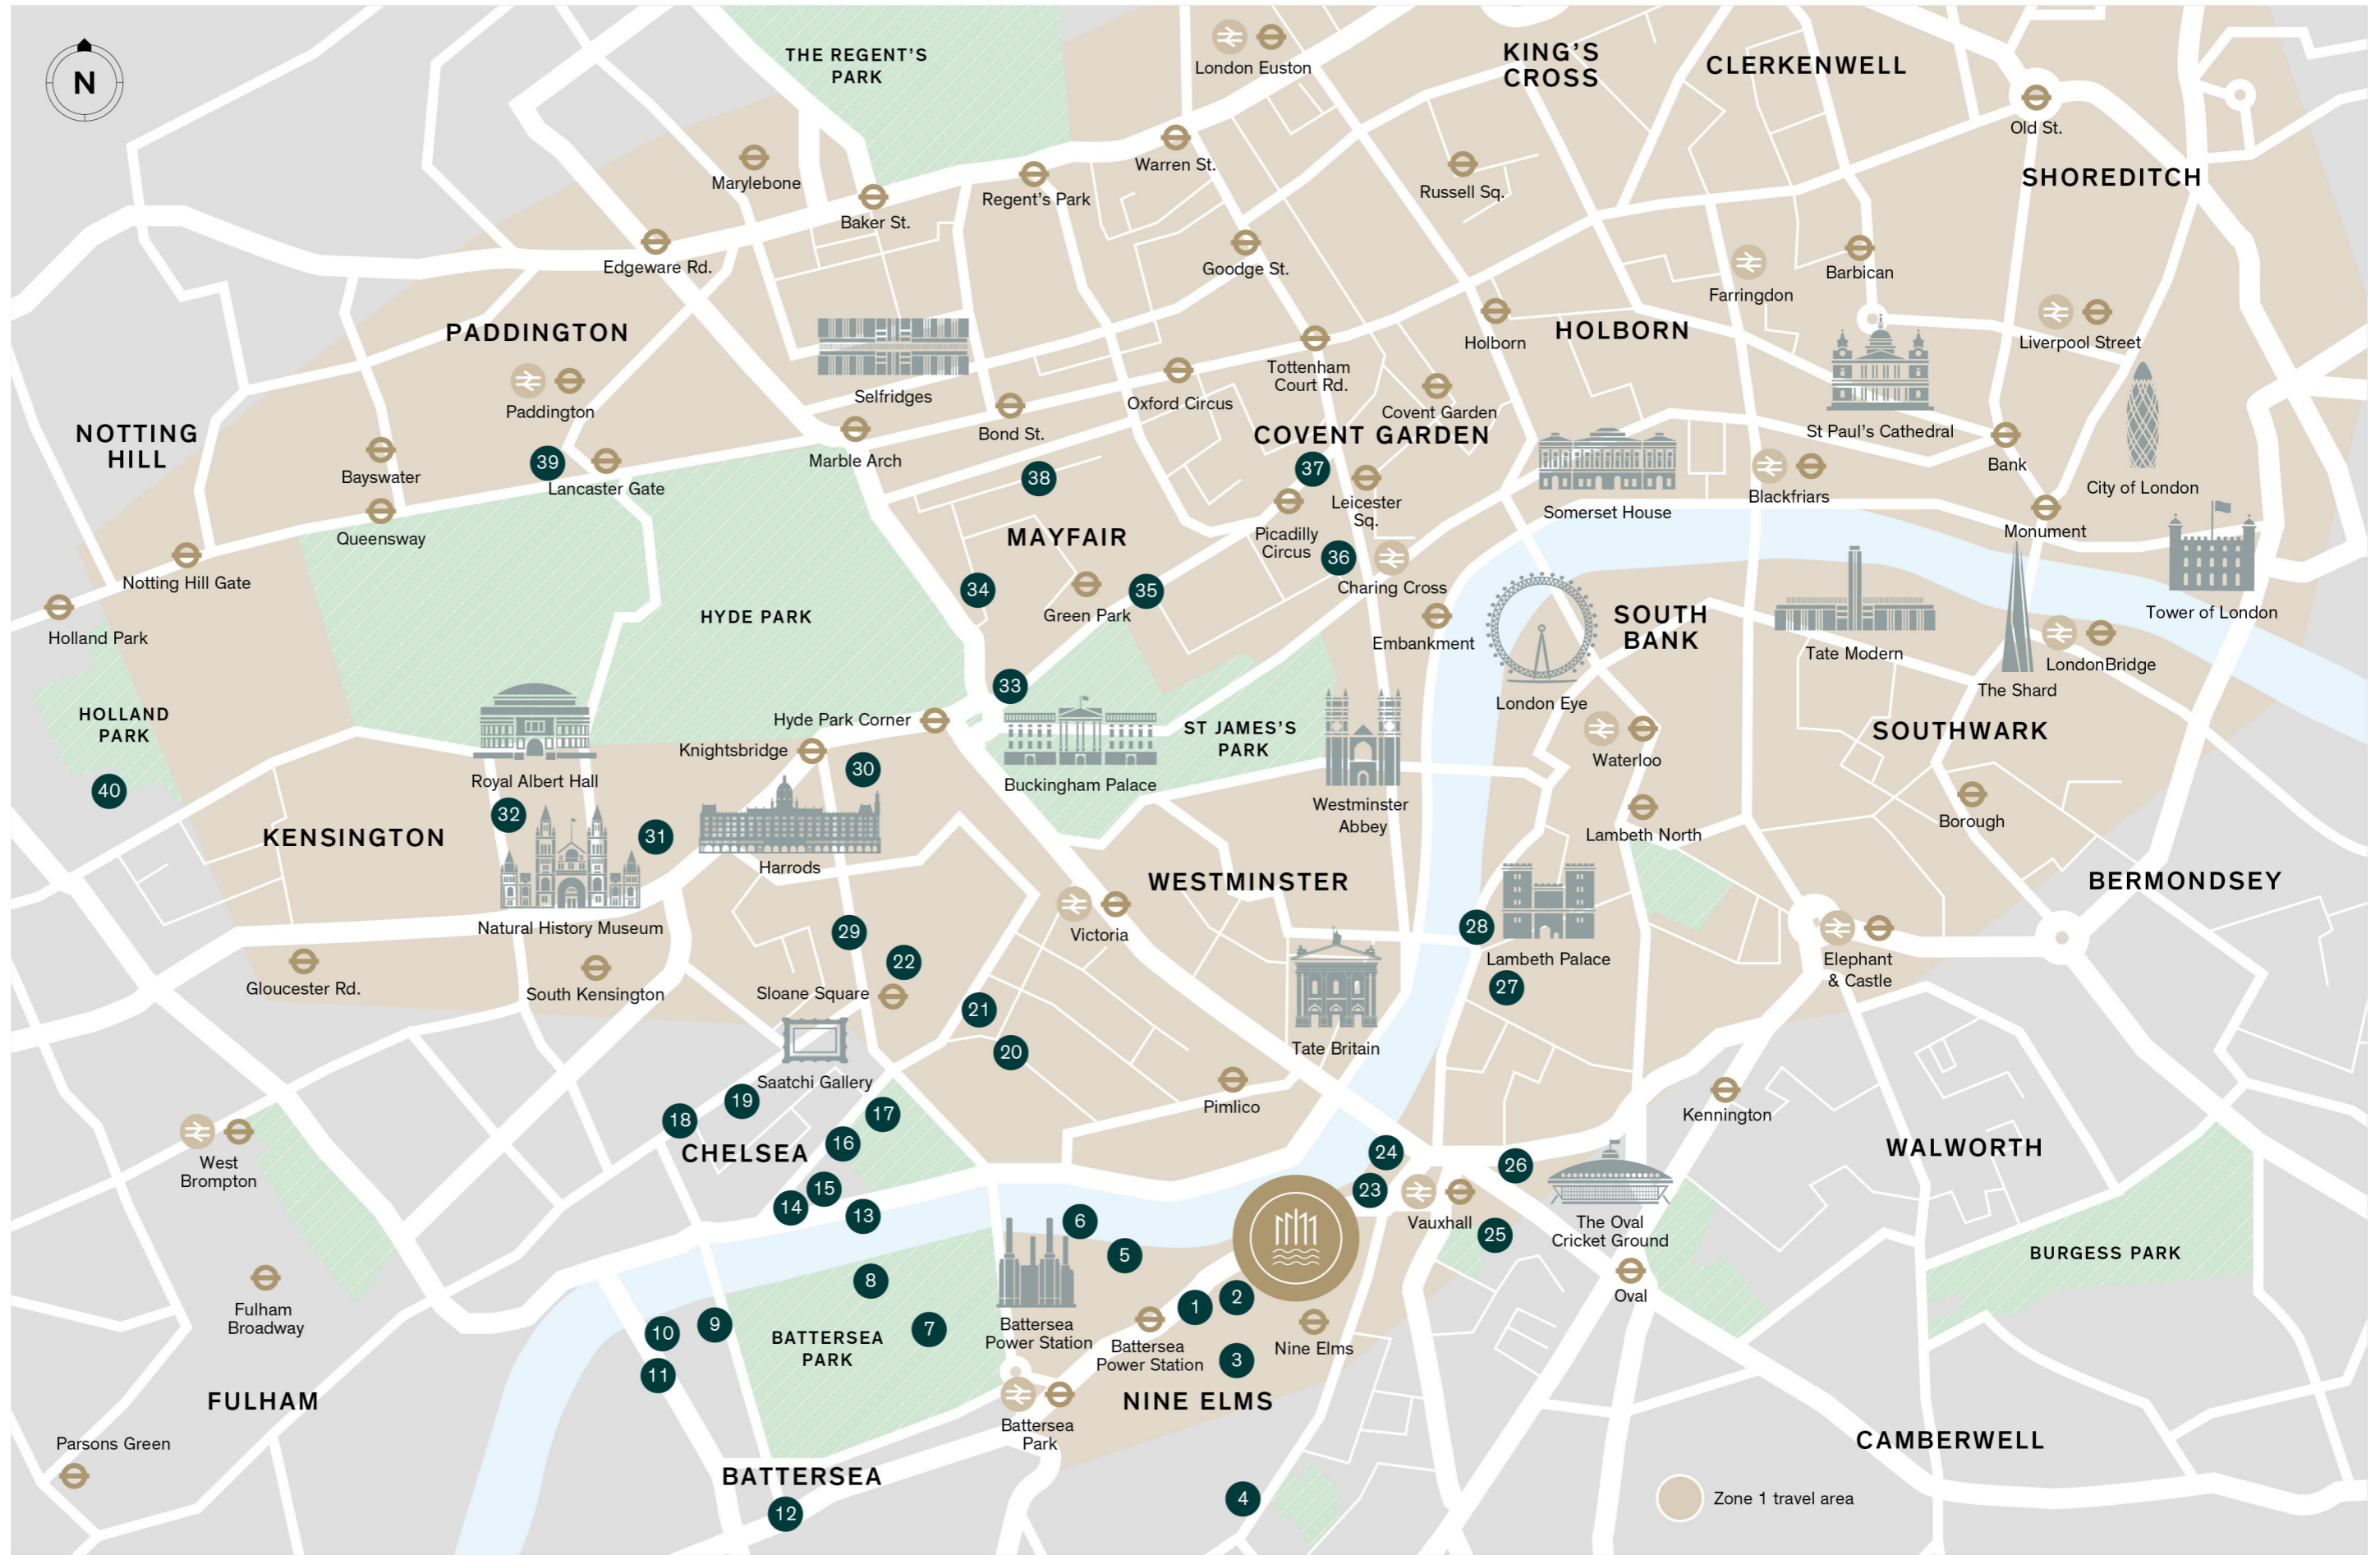 N
THE REGENT'S
PARK
London Euston
KING'S
CROSS
CLERKENWELL
Old St.
SHOREDITCH
Marylebone
Baker St.
Regent's Park
Warren St.
Russell Sq.
Edgeware Rd.
Goodge St.
Farringdon
Barbican
Liverpool Street
PADDINGTON
Paddington
Selfridges
Bond St.
Oxford Circus
Tottenham
Court Rd.
Holborn
HOLBORN
Covent Garden
COVENT GARDEN
St Paul's Cathedral
Bank
City of London
NOTTING
HILL
Bayswater
39
Lancaster Gate
Marble Arch
38
37
Leicester
Sq.
Somerset House
Blackfriars
Monument
Queensway
Notting Hill Gate
Holland Park
MAYFAIR
Picadilly
Circus
36
Charing Cross
34
Green Park
35
Embankment
SOUTH
BANK
Tate Modern
Tower of London
LondonBridge
The Shard
HYDE PARK
HOLLAND
PARK
40
33
London Eye
Hyde Park Corner
Knightsbridge
30
Royal Albert Hall
32
31
Buckingham Palace
ST JAMES'S
PARK
Westminster
Abbey
Waterloo
SOUTHWARK
Lambeth North
Borough
KENSINGTON
Harrods
WESTMINSTER
BERMONDSEY
Natural History Museum
29
22
Victoria
28
Lambeth Palace
27
Elephant
& Castle
Gloucester Rd.
South Kensington
Sloane Square
21
20
Tate Britain
Saatchi Gallery
19
18
17
16
CHELSEA
Pimlico
Kennington
WALWORTH
West
Brompton
15
14
13
24
23
26
Vauxhall
25
The Oval
Cricket Ground
Oval
BURGESS PARK
6
5
8
7
9
10
11
BATTERSEA
PARK
Battersea
Power Station
1
2
Battersea
Power Station
3
Nine Elms
Fulham
Broadway
FULHAM
NINE ELMS
Battersea
Park
Parsons Green
BATTERSEA
12
4
CAMBERWELL
Zone 1 travel area